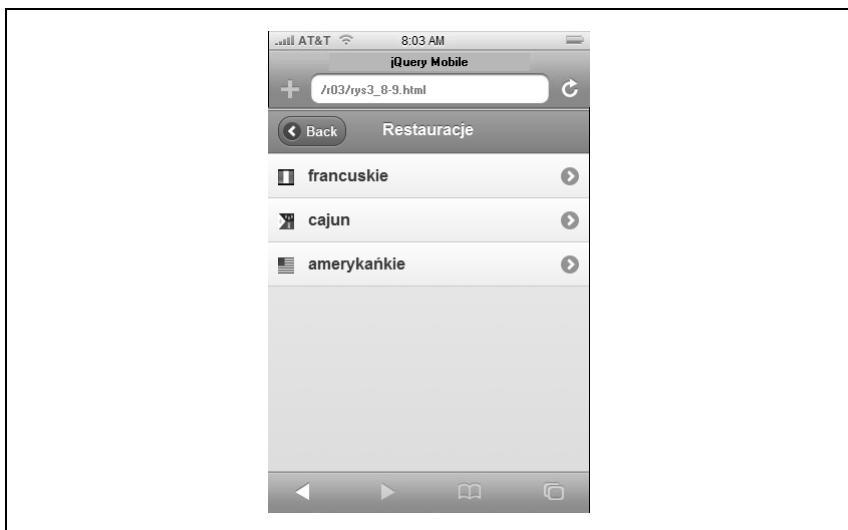 AT&T 8:03 AM
jQuery Mobile
/r03/rys3_8-9.html
Back Restauracje
francuskie
cajun
amerykańkie